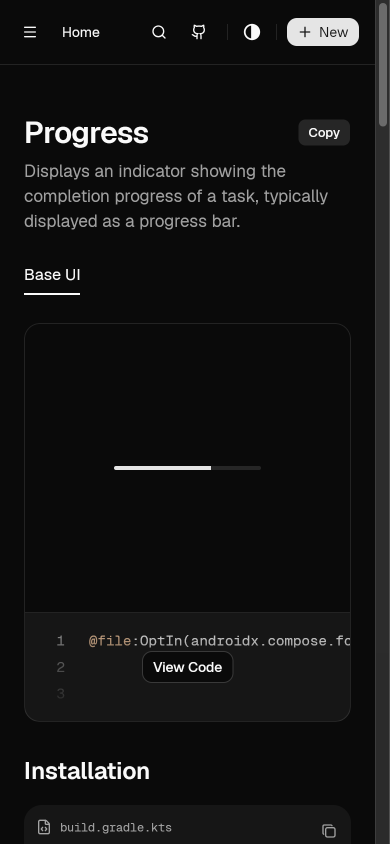 Home
New
Progress
Copy
Displays an indicator showing the
completion progress of a task, typically
displayed as a progress bar.
Base UI
1 @file:OptIn(androidx.compose.fo
2
View Code
3
Installation
build.gradle.kts